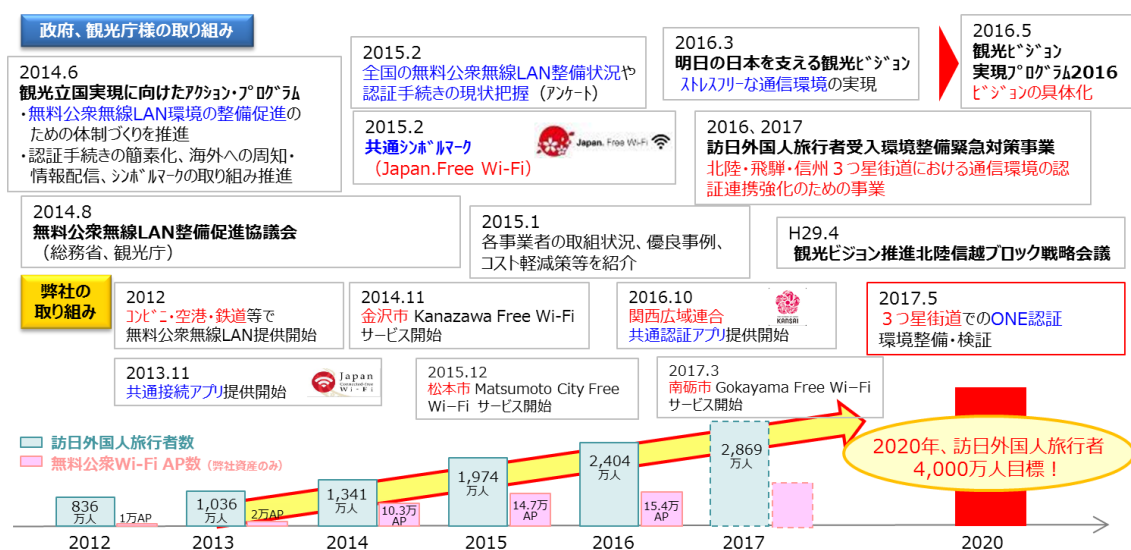 政府、観光庁様の取り組み
2014.6
観光立国実現に向けたｱｸｼｮﾝ･ﾌﾟﾛｸﾞﾗﾑ
・無料公衆無線LAN環境の整備促進の
ための体制づくりを推進
・認証手続きの簡素化、海外への周知・
情報配信、ｼﾝﾎﾞﾙﾏｰｸの取り組み推進
2015.2
全国の無料公衆無線LAN整備状況や
認証手続きの現状把握（アンケート）
2015.2
共通ｼﾝﾎﾞﾙﾏｰｸ
（Japan.Free Wi-Fi）
Japan. Free Wi-Fi
2016.3
明日の日本を支える観光ﾋﾞｼﾞｮﾝ
ｽﾄﾚｽﾌﾘｰな通信環境の実現
2016.5
観光ﾋﾞｼﾞｮﾝ
実現ﾌﾟﾛｸﾞﾗﾑ2016
ﾋﾞｼﾞｮﾝの具体化
2016、2017
訪日外国人旅行者受入環境整備緊急対策事業
北陸・飛騨・信州３つ星街道における通信環境の認
証連携強化のための事業
2014.8
無料公衆無線LAN整備促進協議会
（総務省、観光庁）
2015.1
各事業者の取組状況、優良事例、
コスト軽減策等を紹介
H29.4
観光ビジョン推進北陸信越ブロック戦略会議
弊社の
取り組み
2012
ｺﾝﾋﾞﾆ・空港・鉄道等で
無料公衆無線LAN提供開始
2014.11
金沢市 Kanazawa Free Wi-Fi
サービス開始
2016.10
関西広域連合
共通認証アプリ提供開始
KANSAI
2017.5
３つ星街道でのONE認証
環境整備・検証
2013.11
共通接続アプリ提供開始
Japan
Wi-Fi
2015.12
松本市 Matsumoto City Free
Wi−Fi サービス開始
2017.3
南砺市 Gokayama Free Wi−Fi
サービス開始
訪日外国人旅行者数
無料公衆Wi-Fi AP数（弊社資産のみ）
2020年、訪日外国人旅行者
4,000万人目標！
836
万人
1万AP
1,036
万人
2万AP
1,341
万人
10.3万
AP
1,974
万人
14.7万
AP
2,404
万人
15.4万
AP
2,869
万人
2012
2013
2014
2015
2016
2017
2020